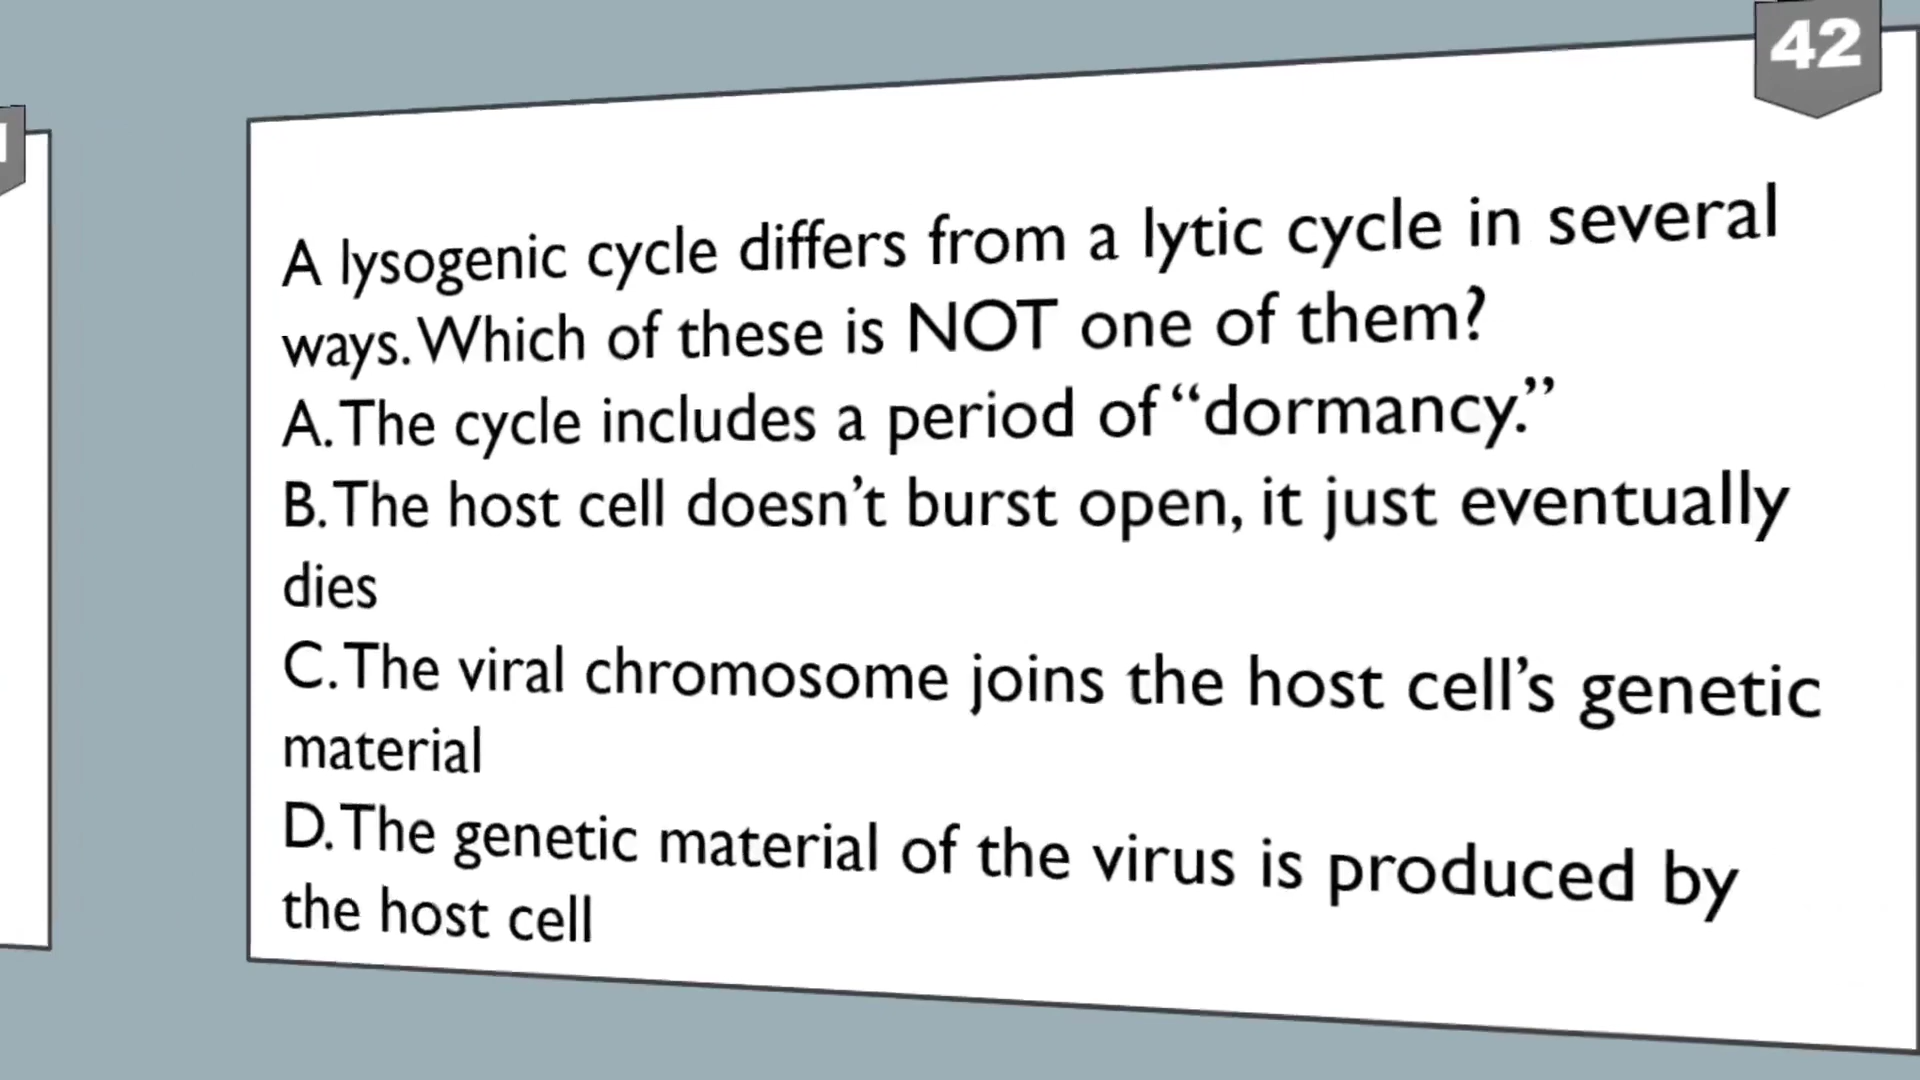 42
A lysogenic cycle differs from a lytic cycle in several
ways. Which of these is NOT one of them?
A. The cycle includes a period of “dormancy.”
B. The host cell doesn’t burst open, it just eventually
dies
C. The viral chromosome joins the host cell’s genetic
material
D. The genetic material of the virus is produced by
the host cell